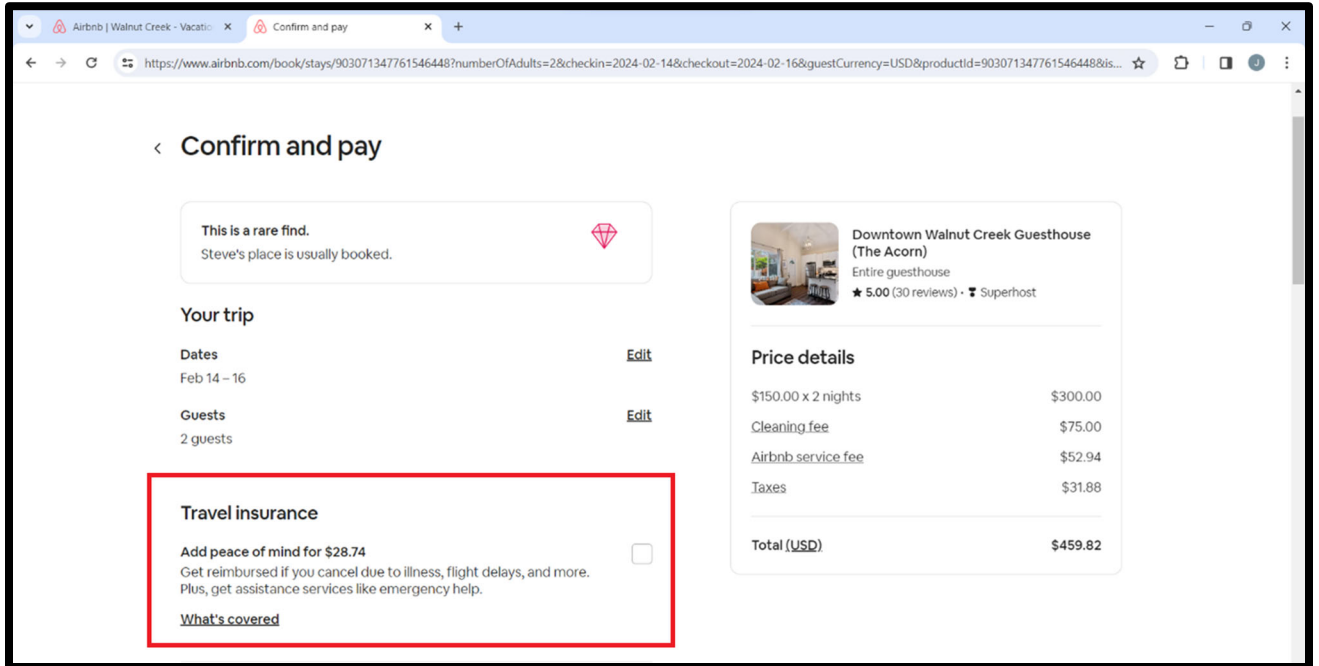 Airbnb | Walnut Creek - Vacatio
Confirm and pay
https://www.airbnb.com/book/stays/903071347761546448?numberOfAdults=2&checkin=2024-02-14&checkout=2024-02-16&guestCurrency=USD&productId=903071347761546448&is...
J
Confirm and pay
This is a rare find.
Steve's place is usually booked.
Your trip
Dates
Edit
Feb 14 – 16
Guests
Edit
2 guests
Travel insurance
Add peace of mind for $28.74
Get reimbursed if you cancel due to illness, flight delays, and more.
Plus, get assistance services like emergency help.
What's covered
Downtown Walnut Creek Guesthouse
(The Acorn)
Entire guesthouse
★ 5.00 (30 reviews) · Superhost
Price details
$150.00 x 2 nights $300.00
Cleaning fee $75.00
Airbnb service fee $52.94
Taxes $31.88
Total (USD) $459.82